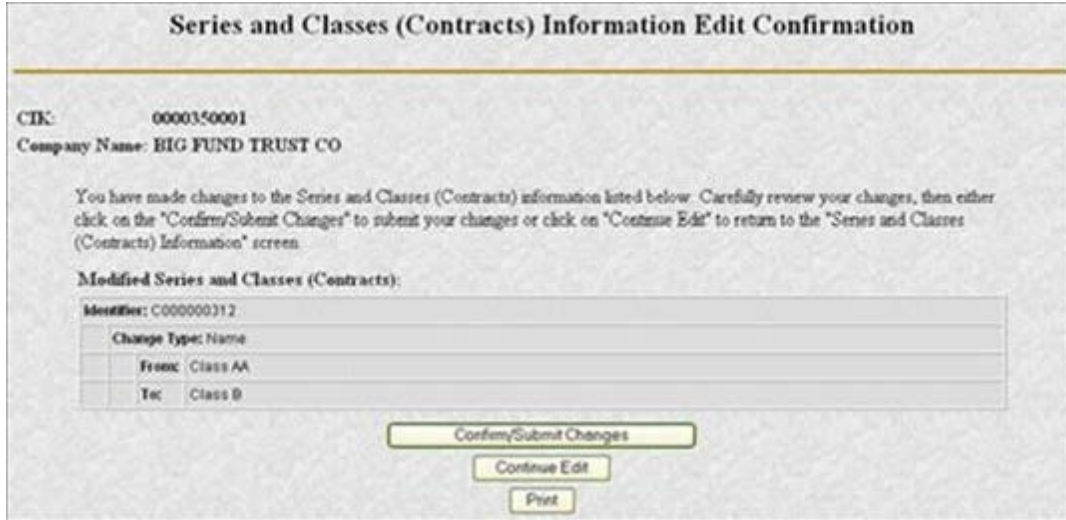 Series and Classes (Contracts) Information Edit Confirmation
CIK: 0000350001
Company Name: BIG FUND TRUST CO
You have made changes to the Series and Classes (Contracts) information listed below. Carefully review your changes, then either
click on the "Confirm/Submit Changes" to submit your changes or click on "Continue Edit" to return to the "Series and Classes
(Contracts) Information" screen.
Modified Series and Classes (Contracts):
Identifier: C000000312
Change Type: Name
From: Class AA
To: Class B
Confirm/Submit Changes
Continue Edit
Print